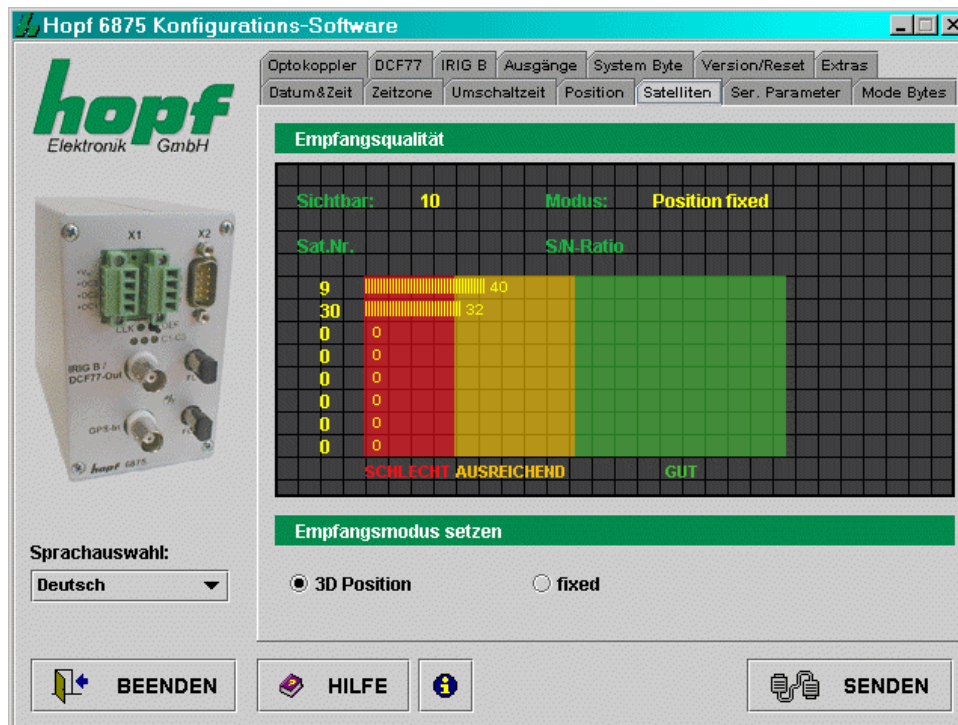 Hopf 6875 Konfigurations-Software
hopf
Elektronik GmbH
Optokoppler DCF77 IRIG B Ausgänge System Byte Version/Reset Extras
Datum&Zeit Zeitzone Umschaltzeit Position Satelliten Ser. Parameter Mode Bytes
Empfangsqualität
Sichtbar: 10 Modus: Position fixed
Sat.Nr. S/N-Ratio
9 40
30 32
0 0
0 0
0 0
0 0
0 0
0 0
SCHLECHT AUSREICHEND GUT
X1 X2
IRIG B /
DCF77-Out
GPS-In
hopf 6875
Empfangsmodus setzen
3D Position fixed
Sprachauswahl:
Deutsch
BEENDEN HILFE SENDEN